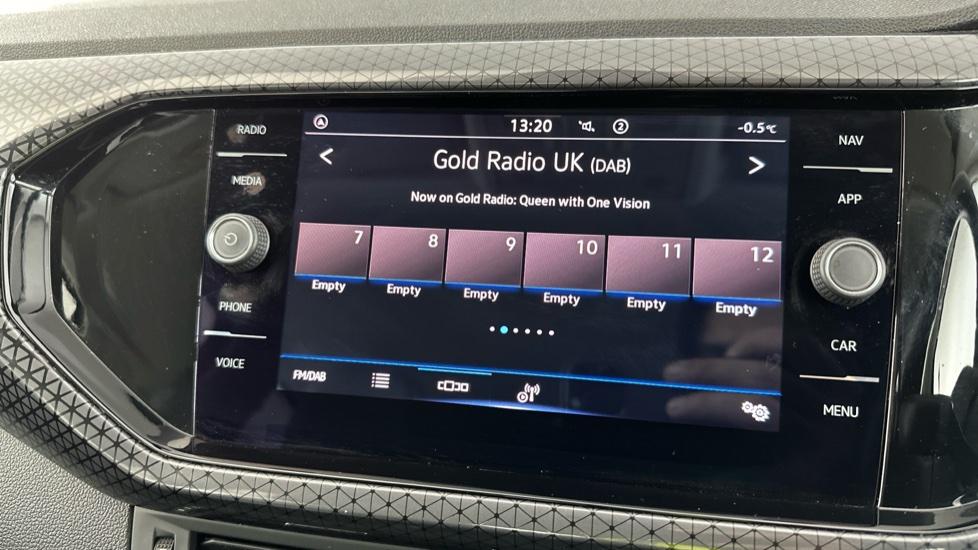 RADIO
MEDIA
PHONE
VOICE
13:20 2 -0.5°C
< Gold Radio UK (DAB) >
Now on Gold Radio: Queen with One Vision
7 8 9 10 11 12
Empty Empty Empty Empty Empty Empty
FM/DAB
NAV
APP
CAR
MENU